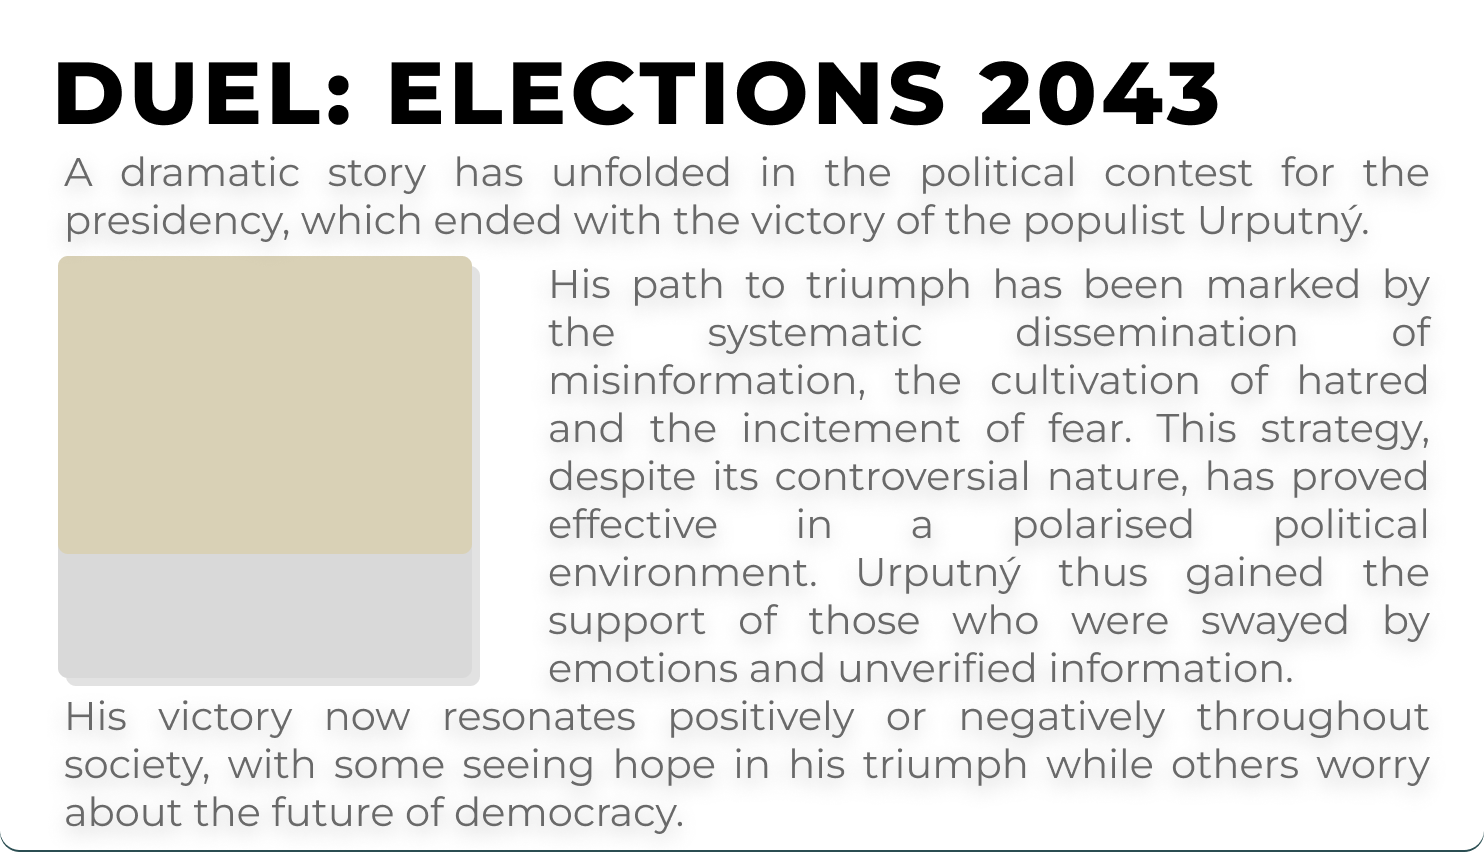 DUEL: ELECTIONS 2043
A dramatic story has unfolded in the political contest for the
presidency, which ended with the victory of the populist Urputný.
His path to triumph has been marked by
the systematic dissemination of
misinformation, the cultivation of hatred
and the incitement of fear. This strategy,
despite its controversial nature, has proved
effective in a polarised political
environment. Urputný thus gained the
support of those who were swayed by
emotions and unverified information.
His victory now resonates positively or negatively throughout
society, with some seeing hope in his triumph while others worry
about the future of democracy.